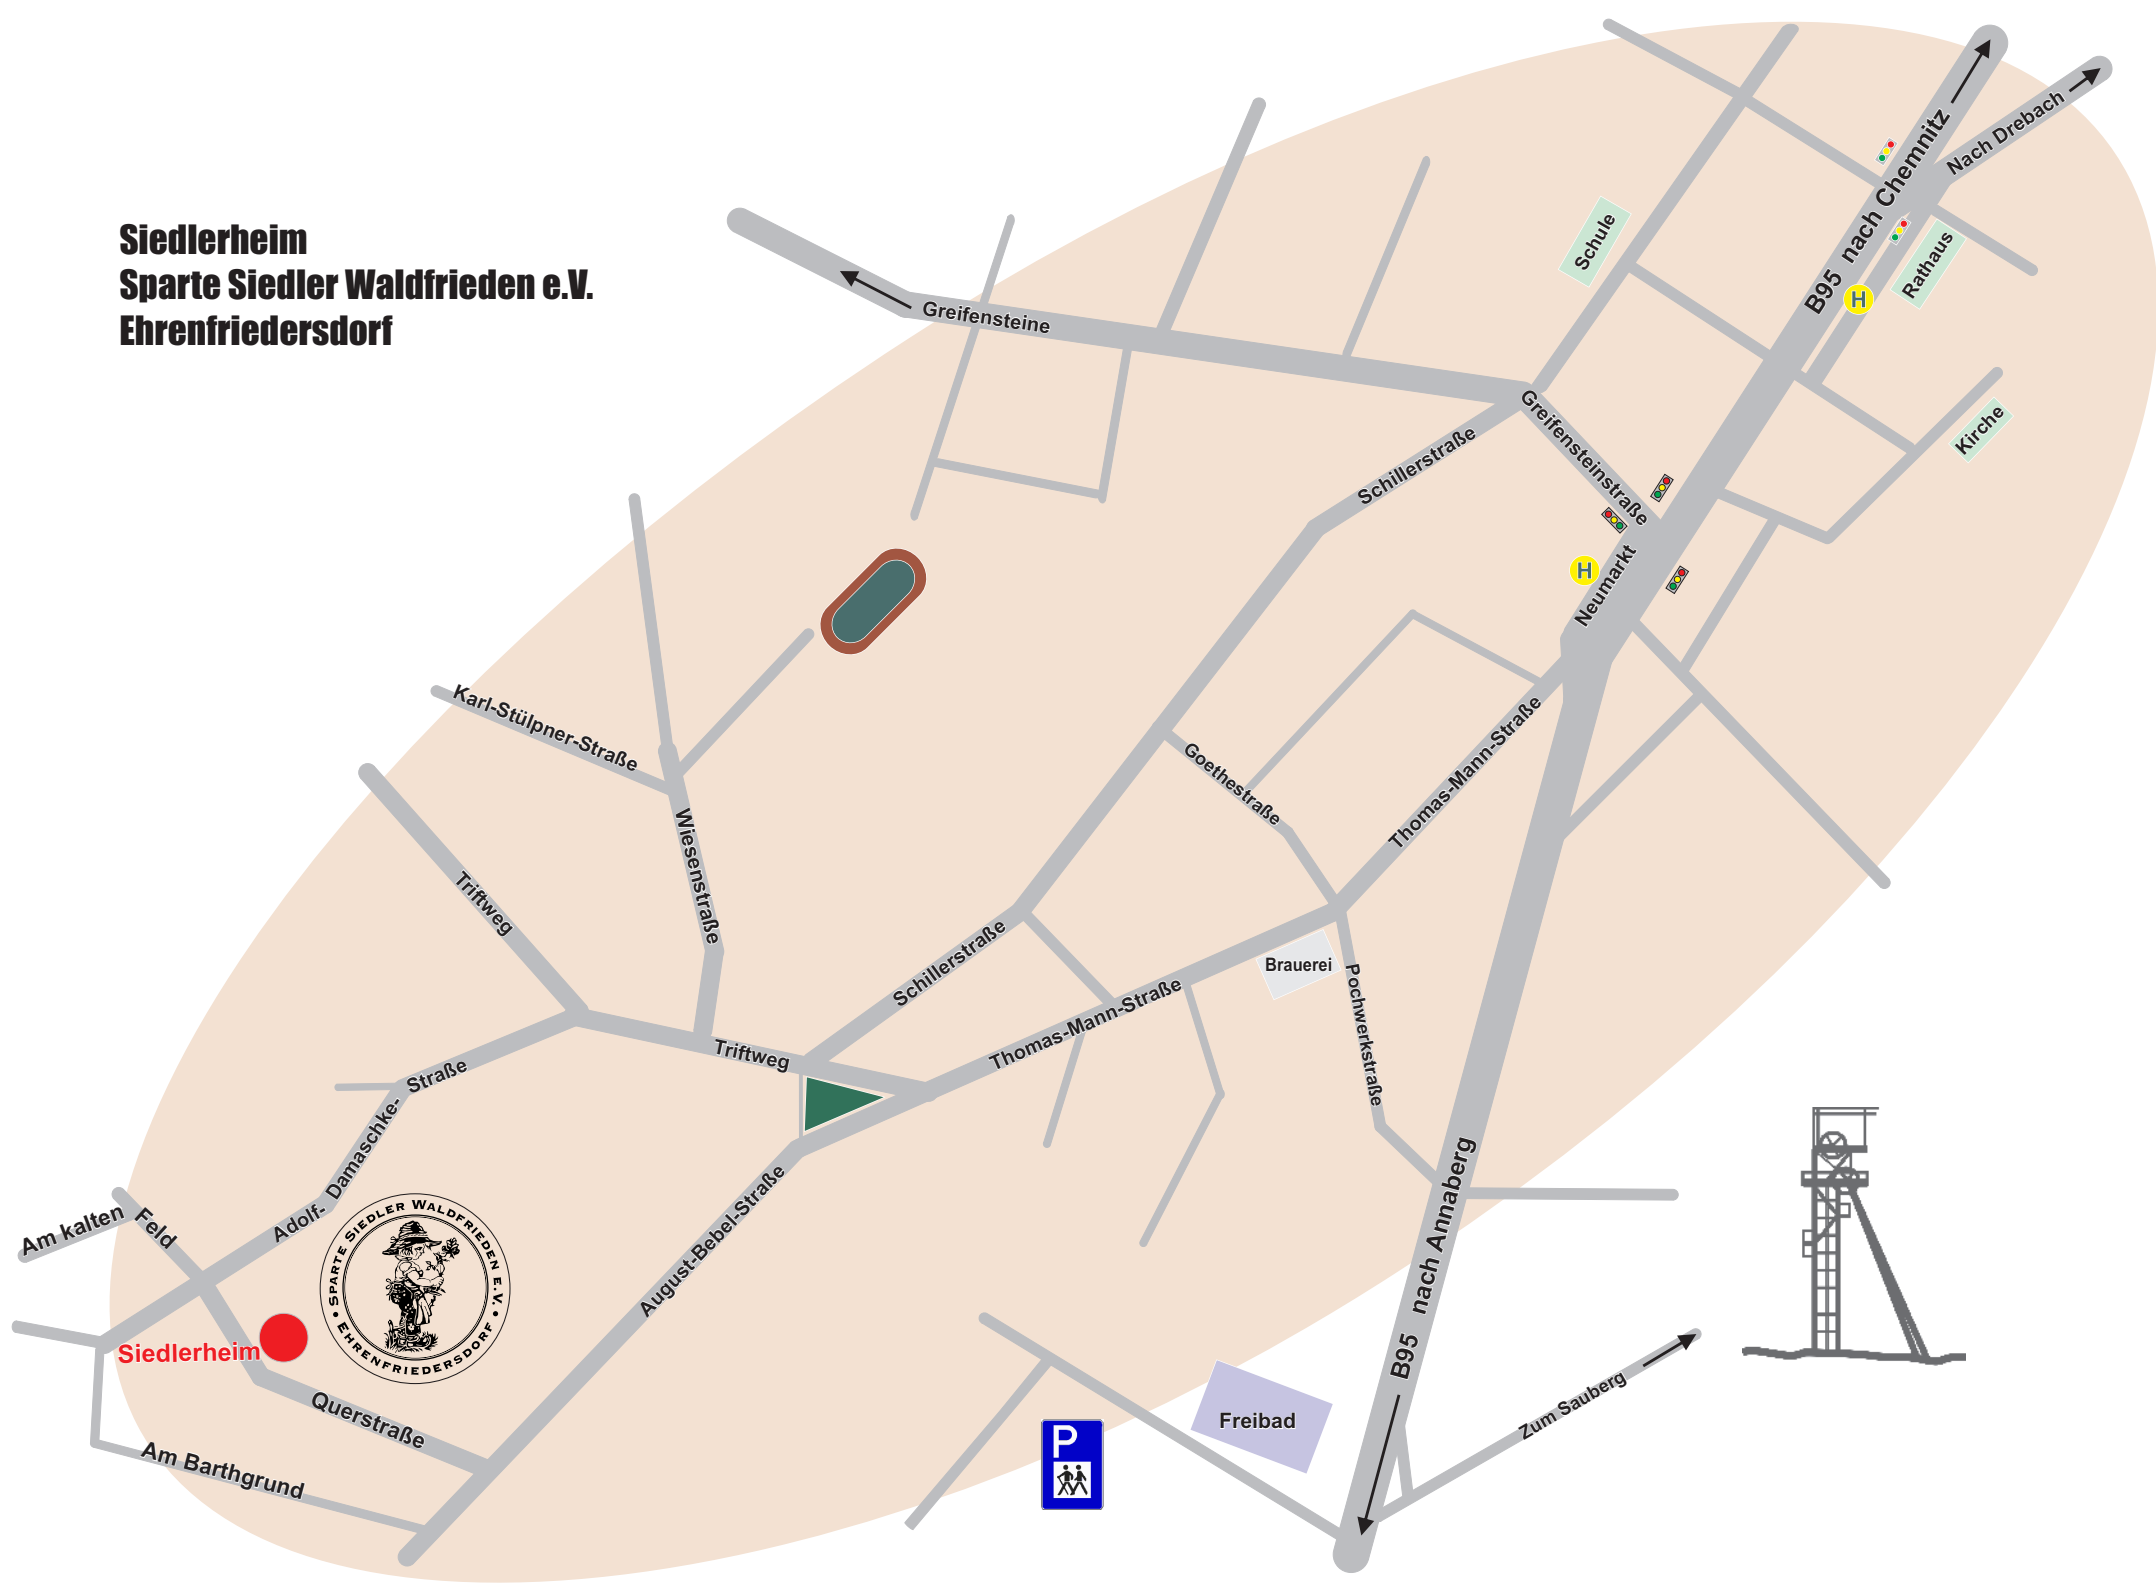 Siedlerheim
Sparte Siedler Waldfrieden e.V.
Ehrenfriedersdorf
B95 nach Chemnitz
Nach Drebach
Schule
Rathaus
H
Greifensteine
Greifensteinstraße
Schillerstraße
Kirche
H
Neumarkt
Karl-Stülpner-Straße
Wiesenstraße
Goethestraße
Thomas-Mann-Straße
Triftweg
Schillerstraße
Brauerei
Thomas-Mann-Straße
Pochwerkstraße
Triftweg
Adolf- Damaschke- Straße
Am kalten Feld
August-Bebel-Straße
B95 nach Annaberg
SPARTE SIEDLER WALDFRIEDEN E.V.
• EHRENFRIEDERSDORF •
Siedlerheim
Querstraße
Am Barthgrund
Freibad
Zum Sauberg
P